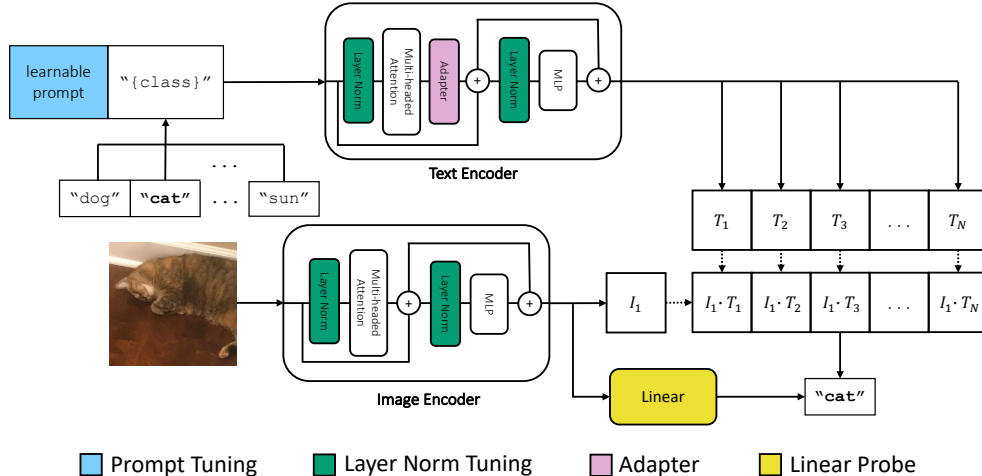 learnable
prompt
"{class}"
...
"dog"
"cat"
...
"sun"
Layer Norm
Multi-headed
Attention
Adapter
+
Layer Norm
MLP
+
Text Encoder
Layer Norm
Multi-headed
Attention
+
Layer Norm
MLP
+
Image Encoder
T₁ T₂ T₃ . . . T_N
I₁
I₁ · T₁ I₁ · T₂ I₁ · T₃ . . . I₁ · T_N
Linear
"cat"
Prompt Tuning
Layer Norm Tuning
Adapter
Linear Probe